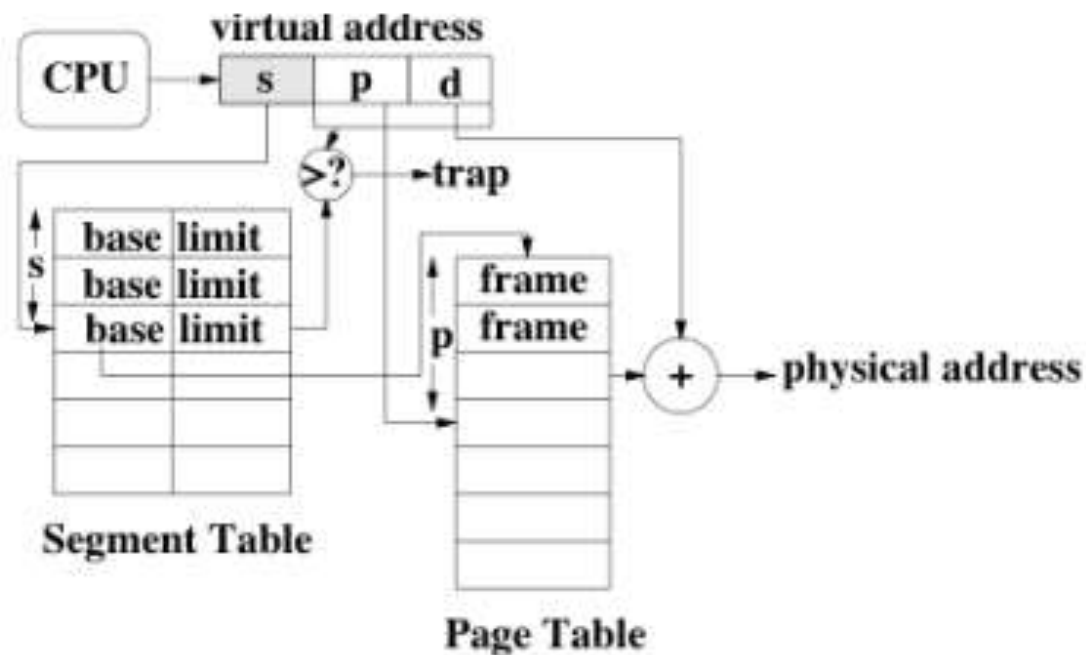 virtual address
CPU
s
p
d
>?
trap
s
base limit
base limit
base limit
p
frame
frame
+
physical address
Segment Table
Page Table